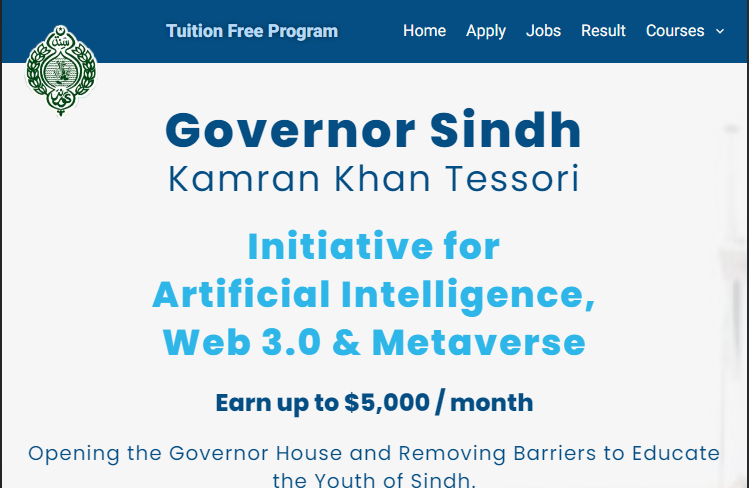 Tuition Free Program
Home Apply Jobs Result Courses
Governor Sindh
Kamran Khan Tessori
Initiative for
Artificial Intelligence,
Web 3.0 & Metaverse
Earn up to $5,000 / month
Opening the Governor House and Removing Barriers to Educate
the Youth of Sindh.